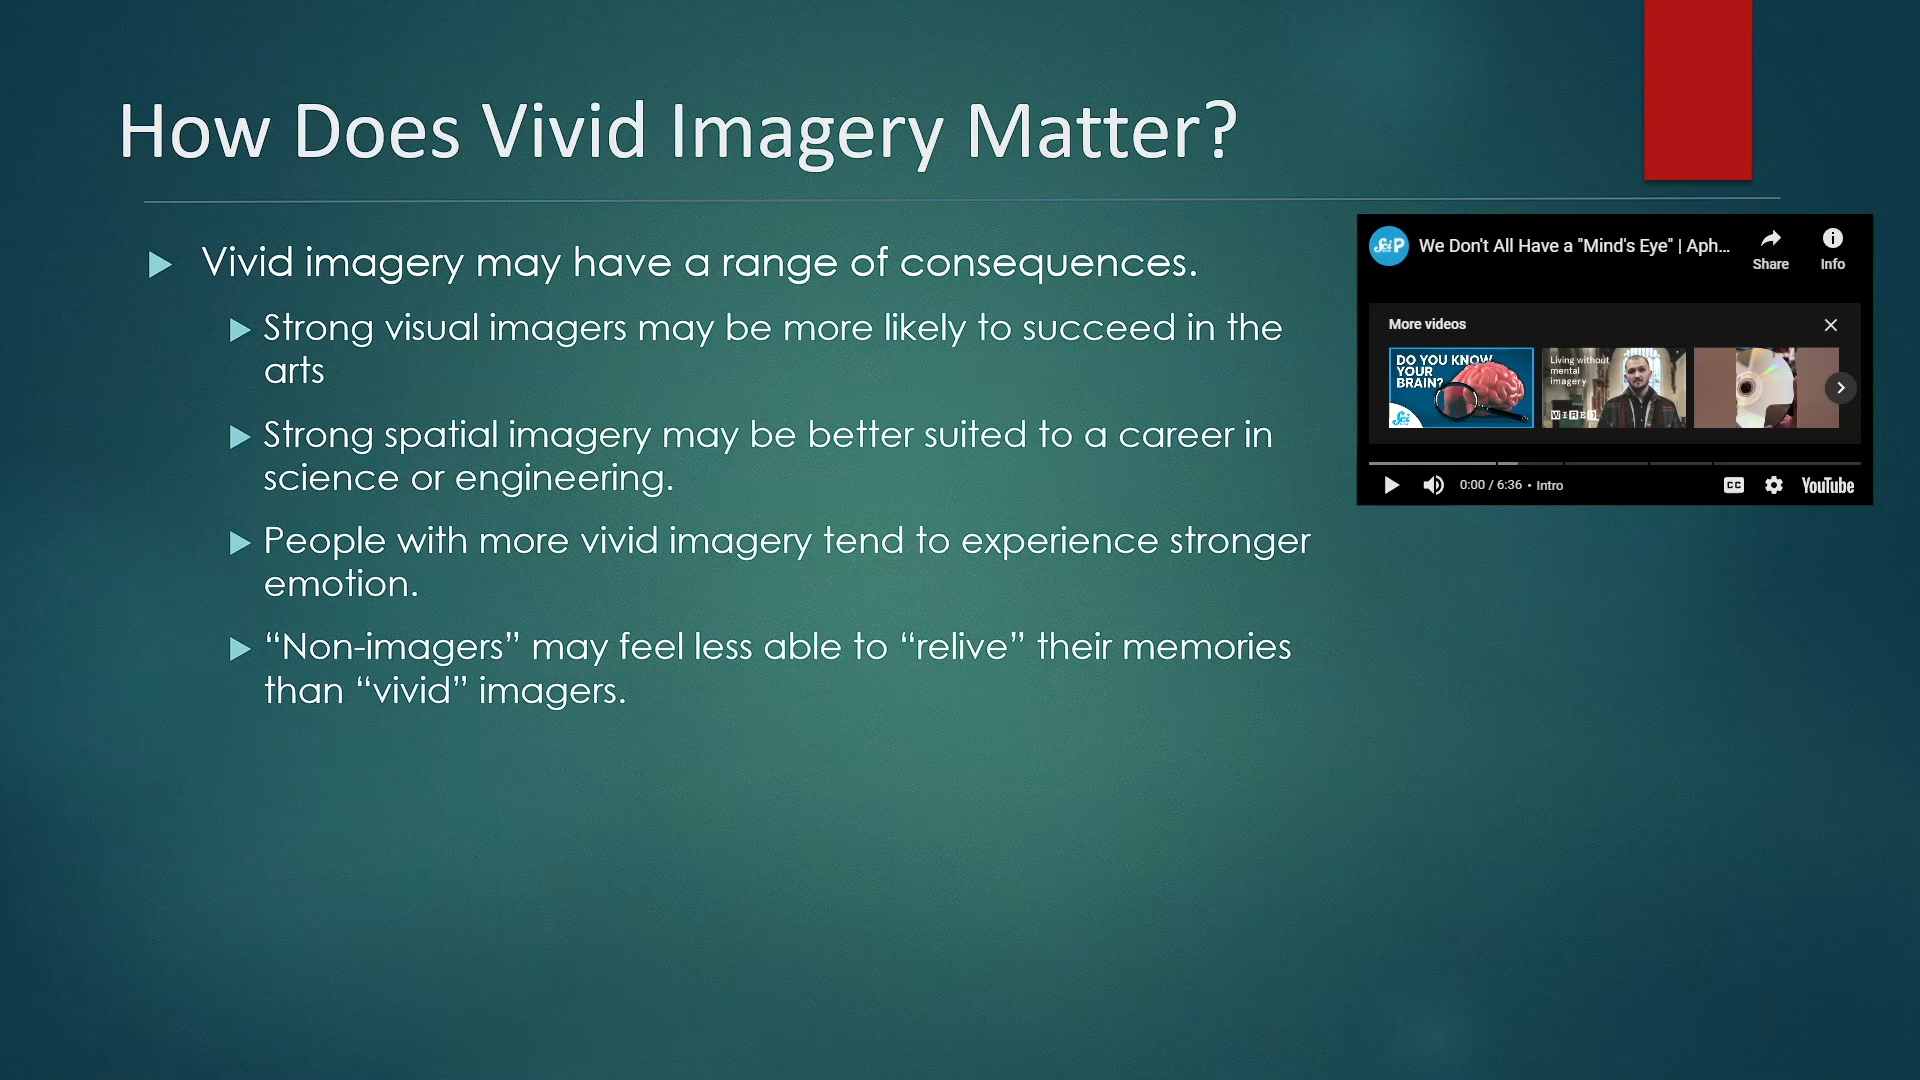 How Does Vivid Imagery Matter?
Vivid imagery may have a range of consequences.
Strong visual imagers may be more likely to succeed in the
arts
Strong spatial imagery may be better suited to a career in
science or engineering.
People with more vivid imagery tend to experience stronger
emotion.
“Non-imagers” may feel less able to “relive” their memories
than “vivid” imagers.
We Don't All Have a "Mind's Eye" | Aph...
Share
Info
More videos
DO YOU KNOW
YOUR
BRAIN?
Living without
mental
imagery
WIRED
0:00 / 6:36 • Intro
CC
YouTube